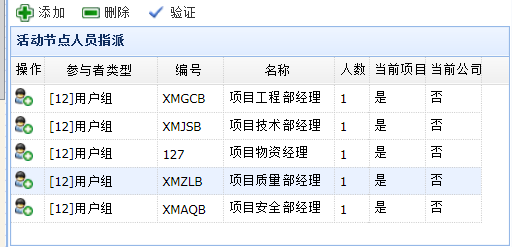 添加 删除 验证
活动节点人员指派
操作 参与者类型 编号 名称 人数 当前项目 当前公司
[12]用户组 XMGCB 项目工程部经理 1 是 否
[12]用户组 XMJSB 项目技术部经理 1 是 否
[12]用户组 127 项目物资经理 1 是 否
[12]用户组 XMZLB 项目质量部经理 1 是 否
[12]用户组 XMAQB 项目安全部经理 1 是 否